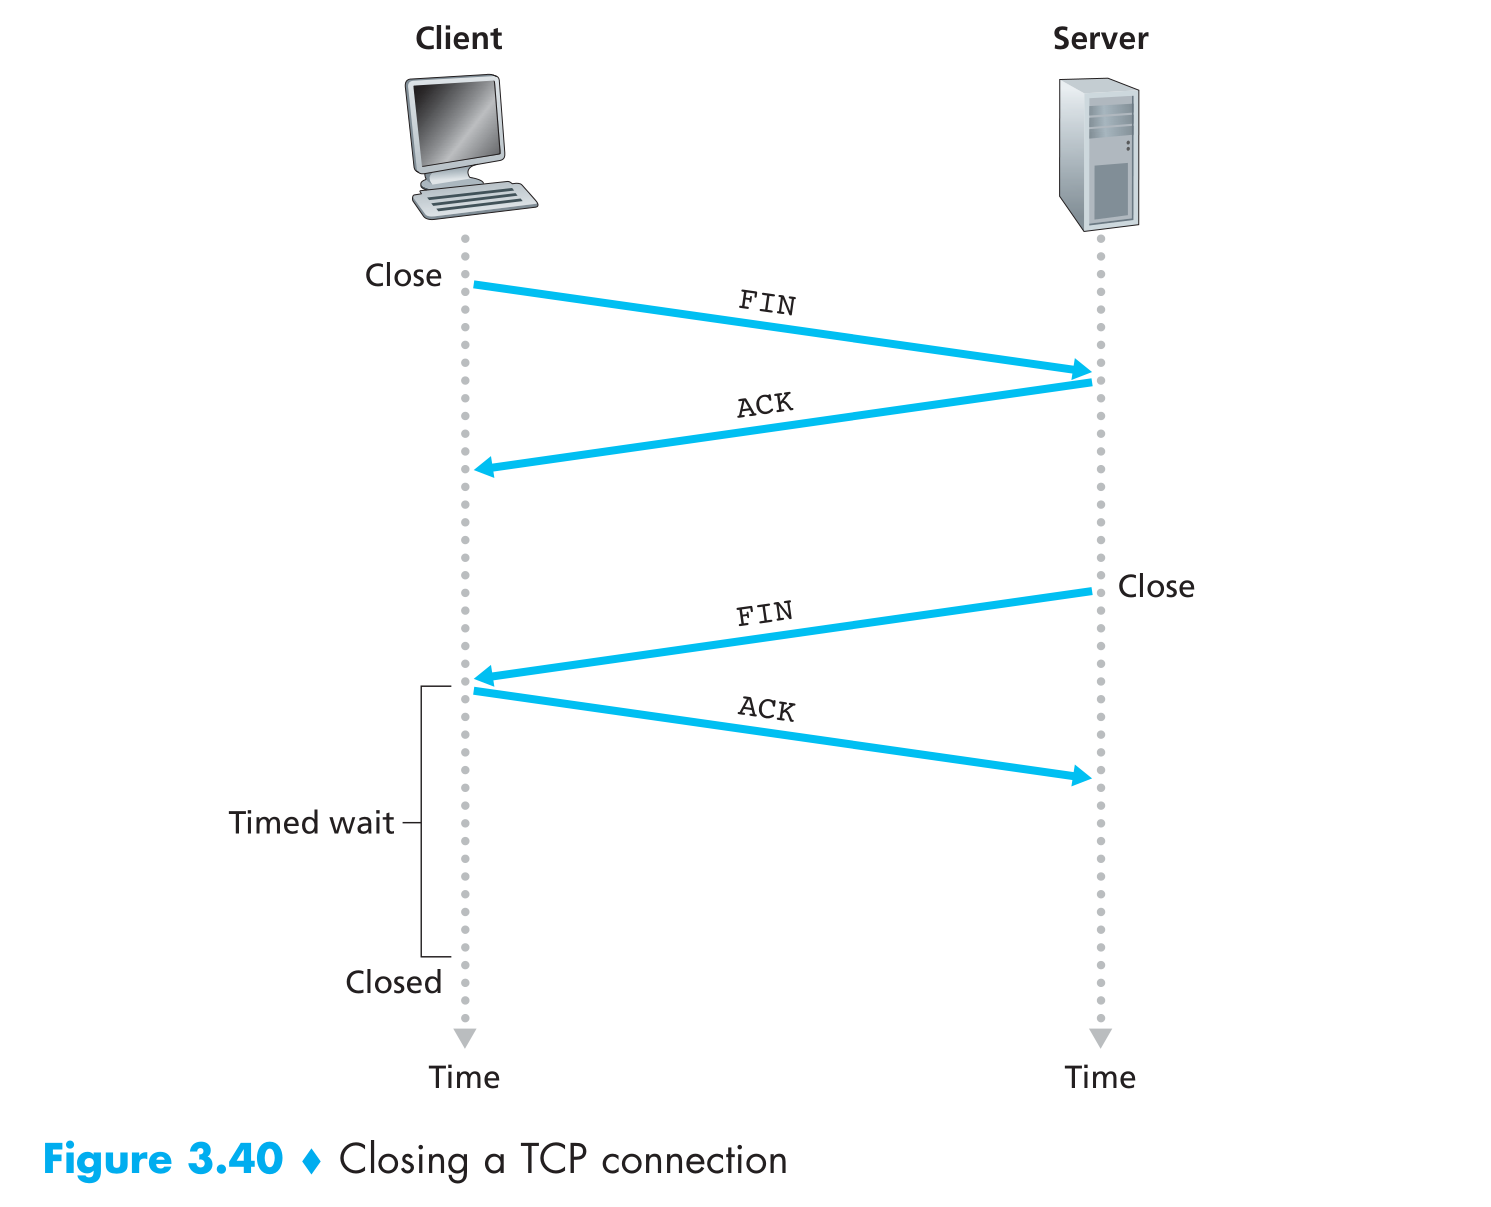 Client
Server
Close
FIN
ACK
Close
FIN
ACK
Timed wait
Closed
Time
Time
Figure 3.40 ♦ Closing a TCP connection